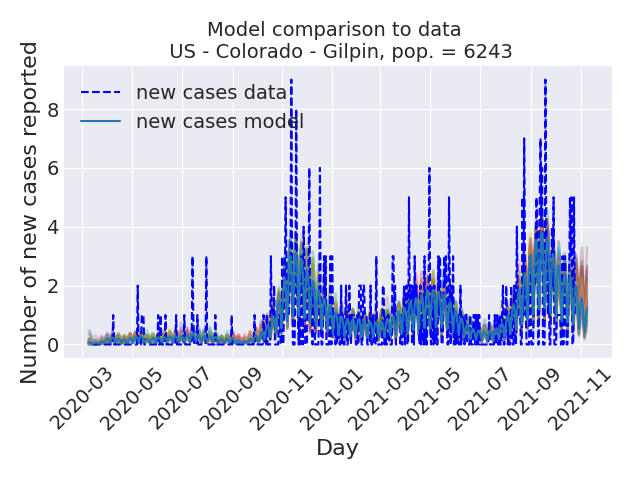 Model comparison to data
US - Colorado - Gilpin, pop. = 6243
Number of new cases reported
new cases data
new cases model
8
6
4
2
0
2020-03
2020-05
2020-07
2020-09
2020-11
2021-01
2021-03
2021-05
2021-07
2021-09
2021-11
Day